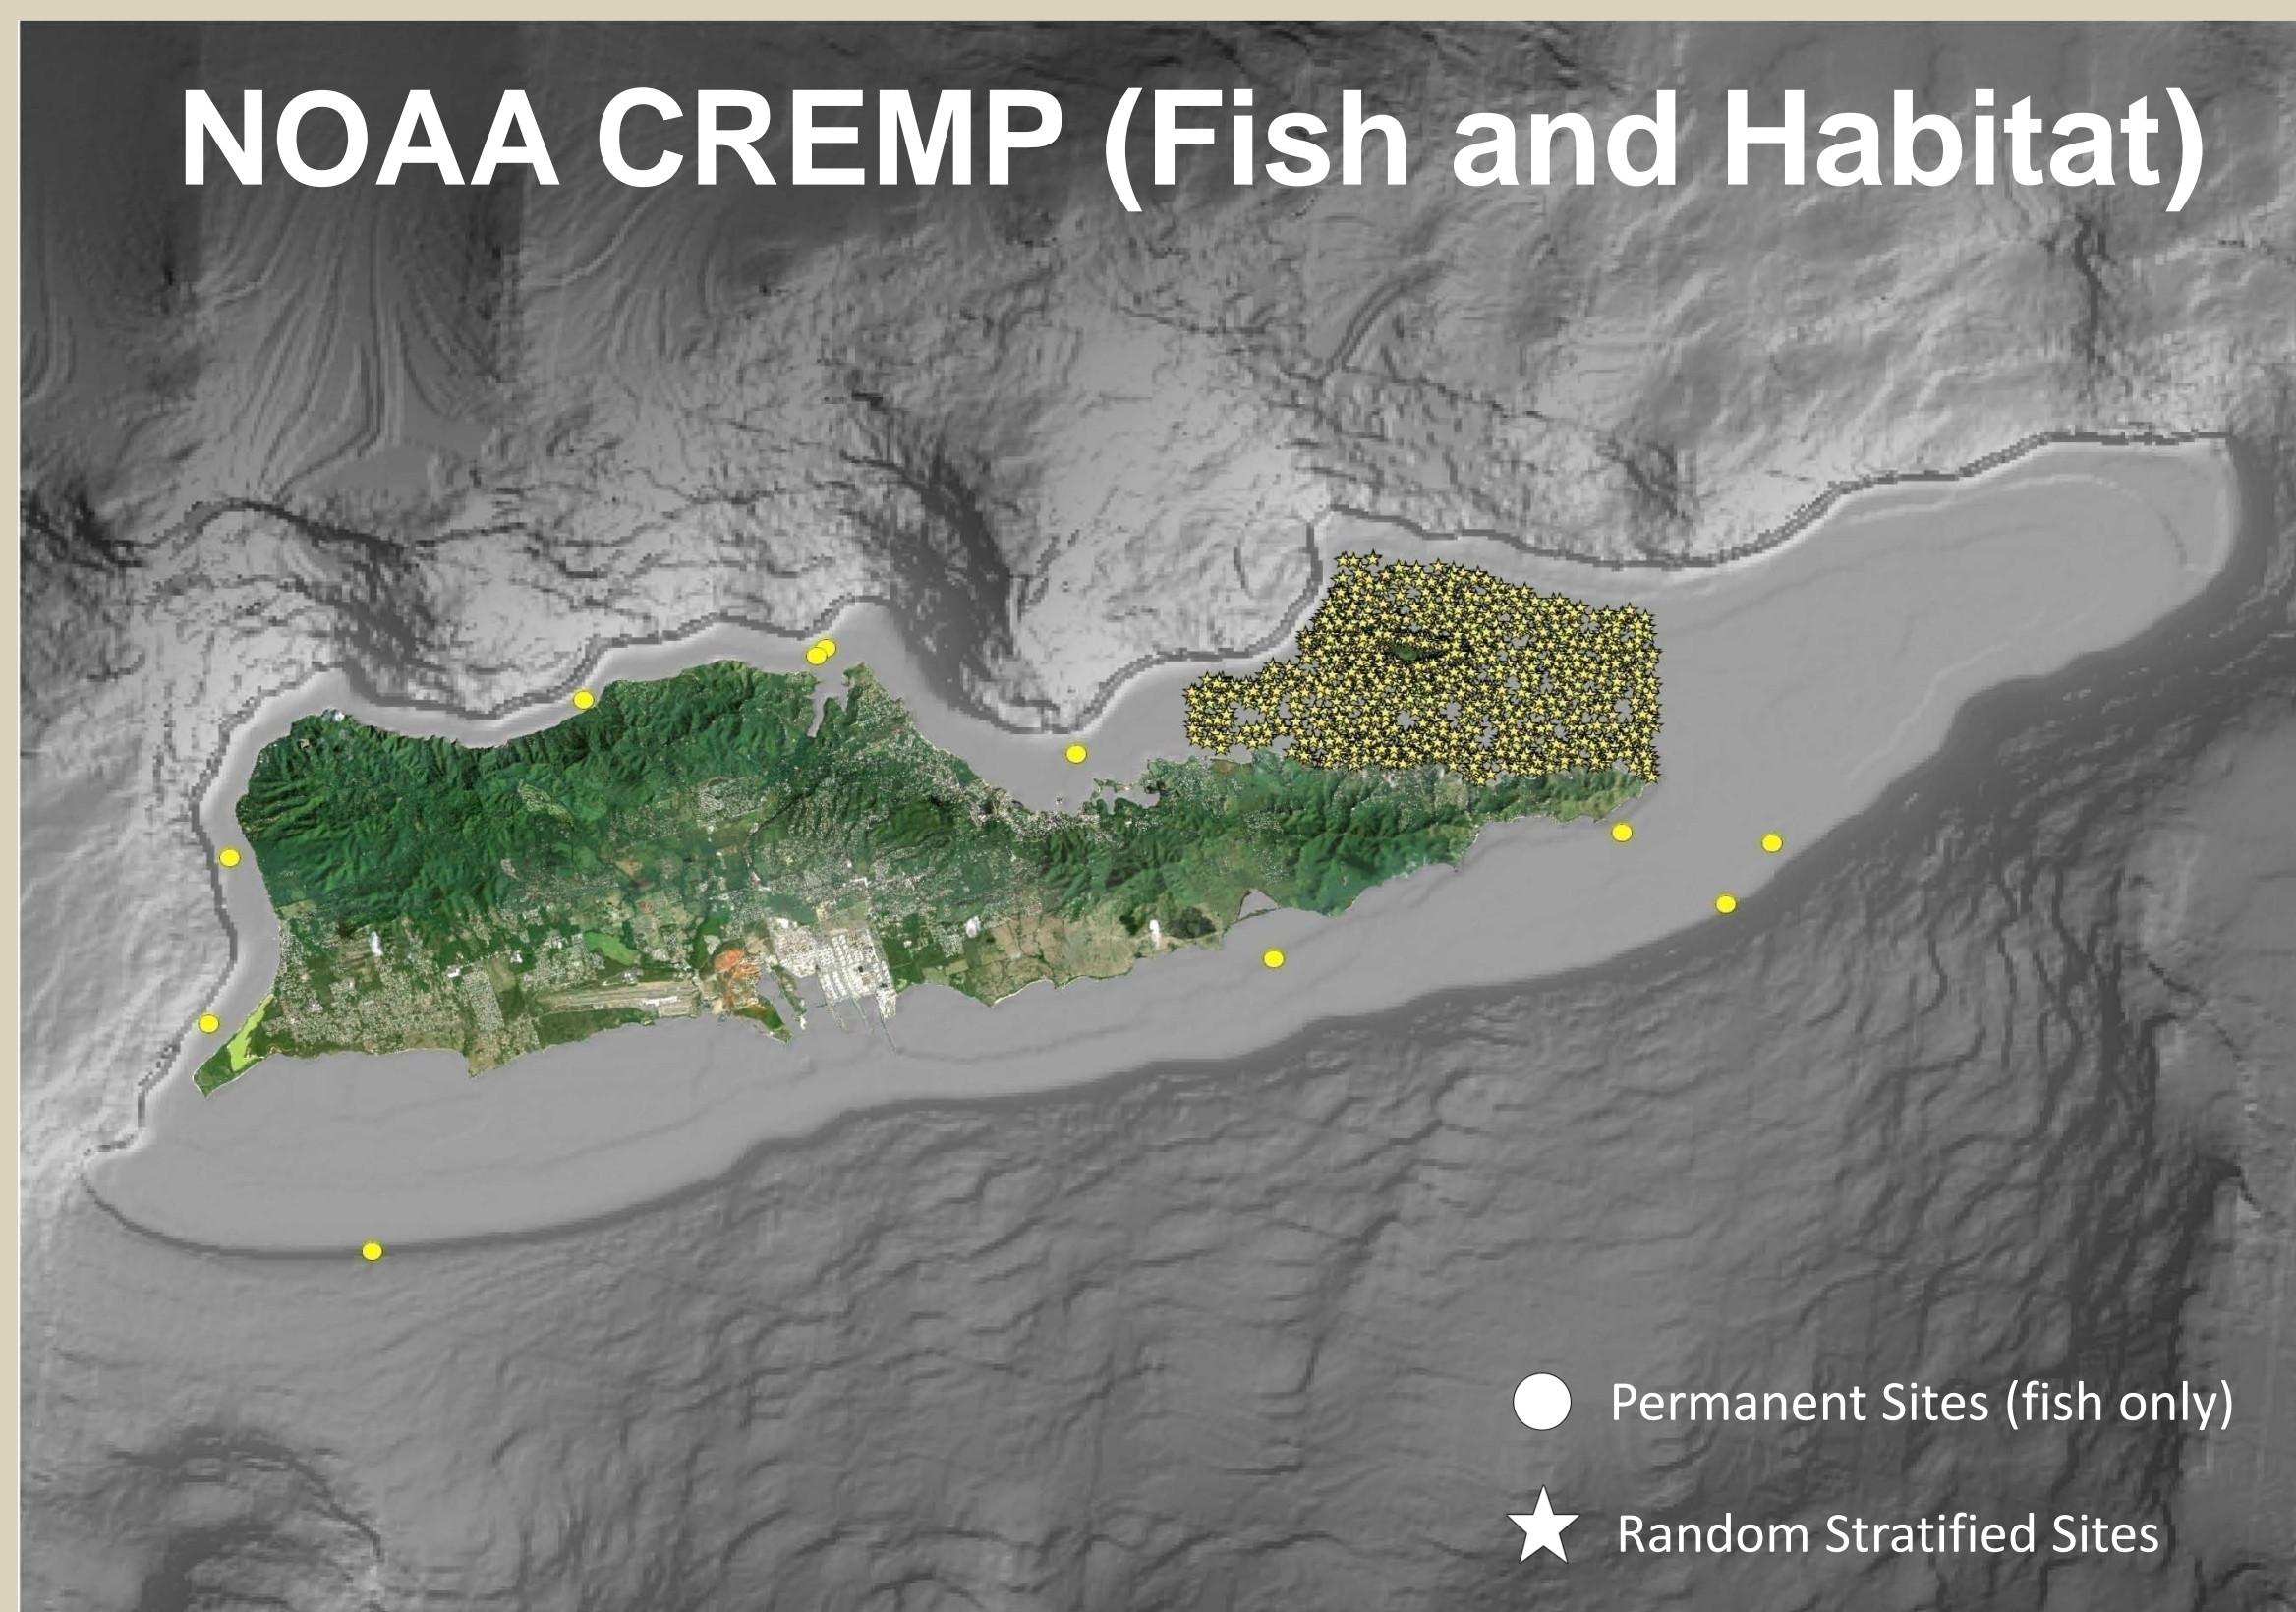 NOAA CREMP (Fish and Habitat)
Permanent Sites (fish only)
Random Stratified Sites